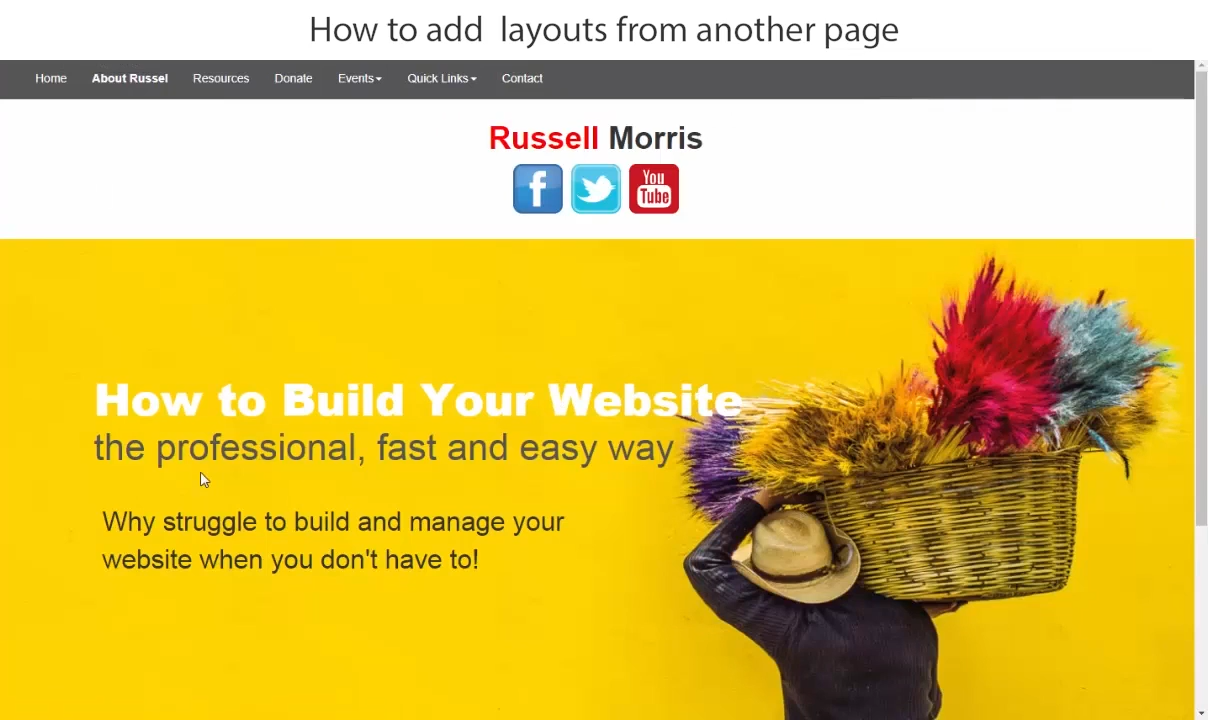 How to add layouts from another page
Home About Russel Resources Donate Events Quick Links Contact
Russell Morris
f You Tube
How to Build Your Website
the professional, fast and easy way
Why struggle to build and manage your
website when you don't have to!